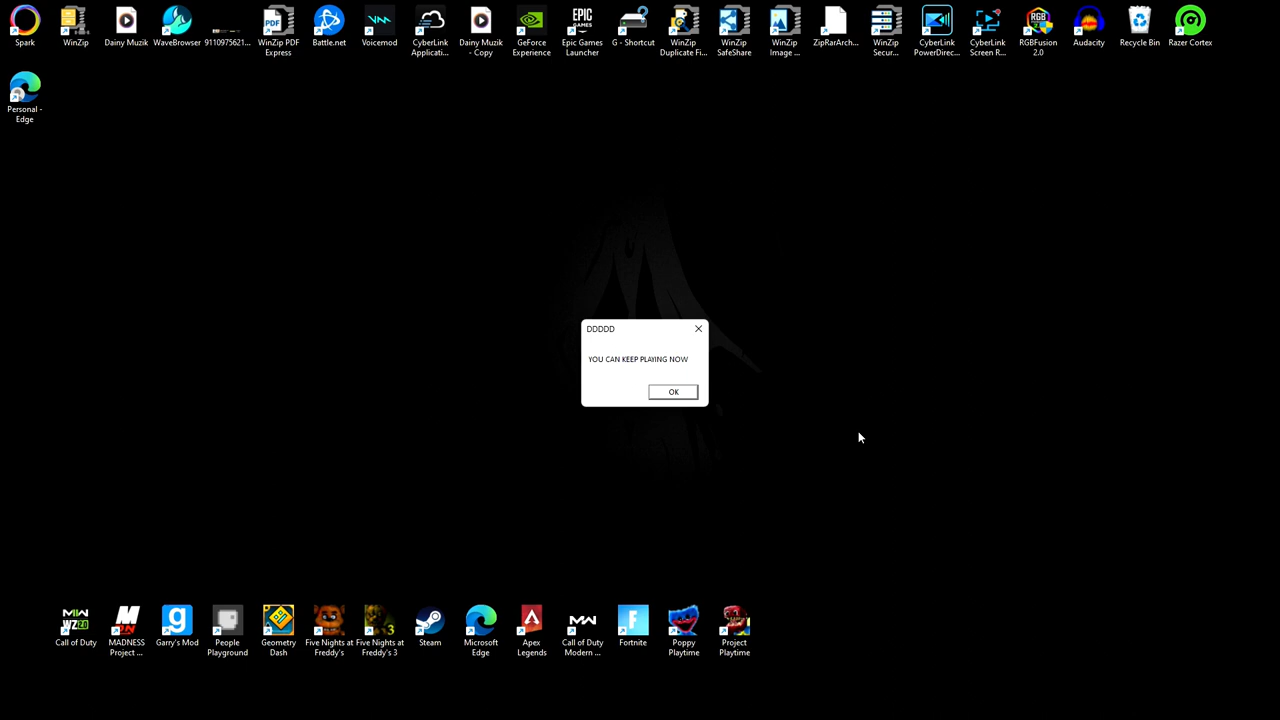 Spark
WinZip
Dainy Muzik
WaveBrowser
9110975621...
WinZip PDF
Express
Battle.net
Voicemod
CyberLink
Applicati...
Dainy Muzik
- Copy
GeForce
Experience
Epic Games
Launcher
G - Shortcut
WinZip
Duplicate Fi...
WinZip
SafeShare
WinZip
Image ...
ZipRarArch...
WinZip
Secur...
CyberLink
PowerDirec...
CyberLink
Screen R...
RGBFusion
2.0
Audacity
Recycle Bin
Razer Cortex
Personal -
Edge
DDDDD
YOU CAN KEEP PLAYING NOW
OK
Call of Duty
MADNESS
Project ...
Garry's Mod
People
Playground
Geometry
Dash
Five Nights at
Freddy's
Five Nights at
Freddy's 3
Steam
Microsoft
Edge
Apex
Legends
Call of Duty
Modern ...
Fortnite
Poppy
Playtime
Project
Playtime